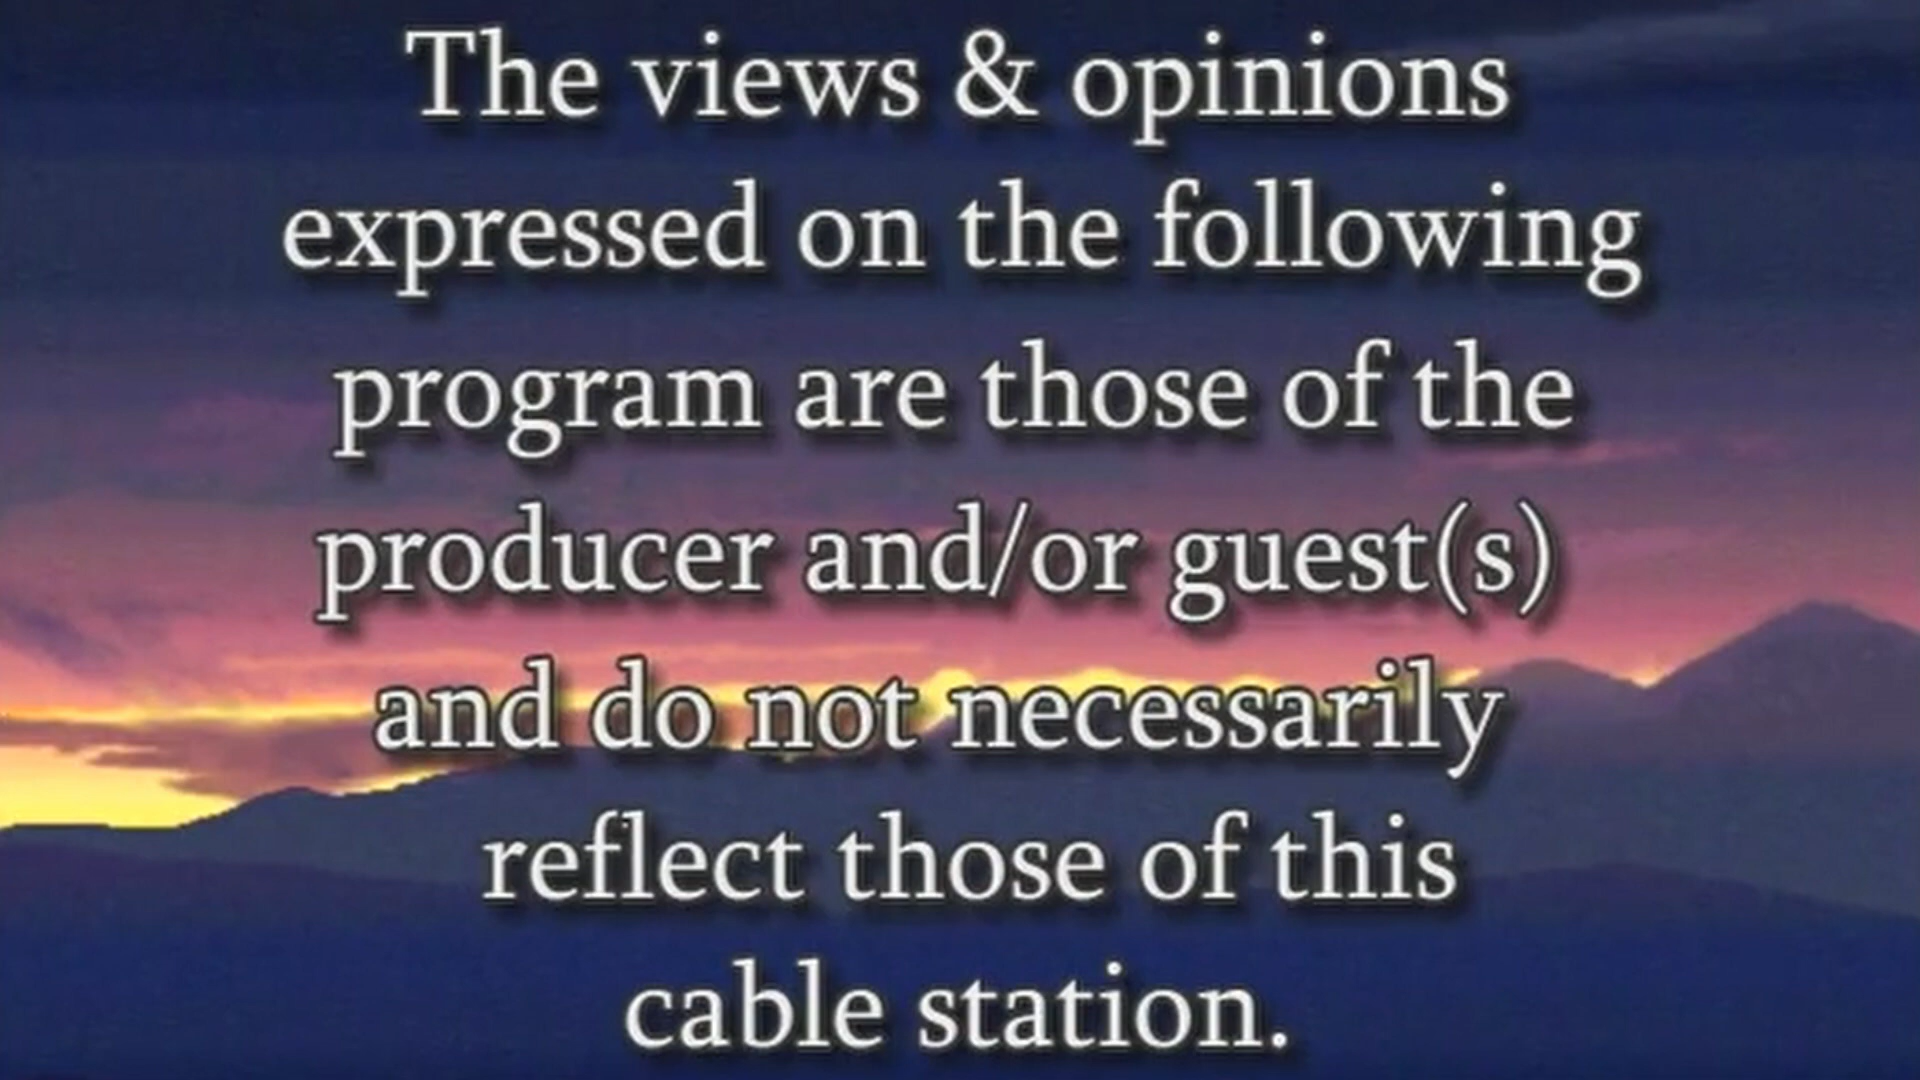 The views & opinions
expressed on the following
program are those of the
producer and/or guest(s)
and do not necessarily
reflect those of this
cable station.